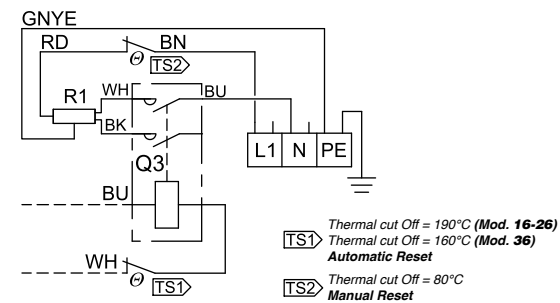 GNYE
RD
BN
Θ
TS2
R1
WH
BU
BK
L1 N PE
Q3
BU
WH
Θ
TS1
TS1
Thermal cut Off = 190°C (Mod. 16-26)
Thermal cut Off = 160°C (Mod. 36)
Automatic Reset
TS2
Thermal cut Off = 80°C
Manual Reset